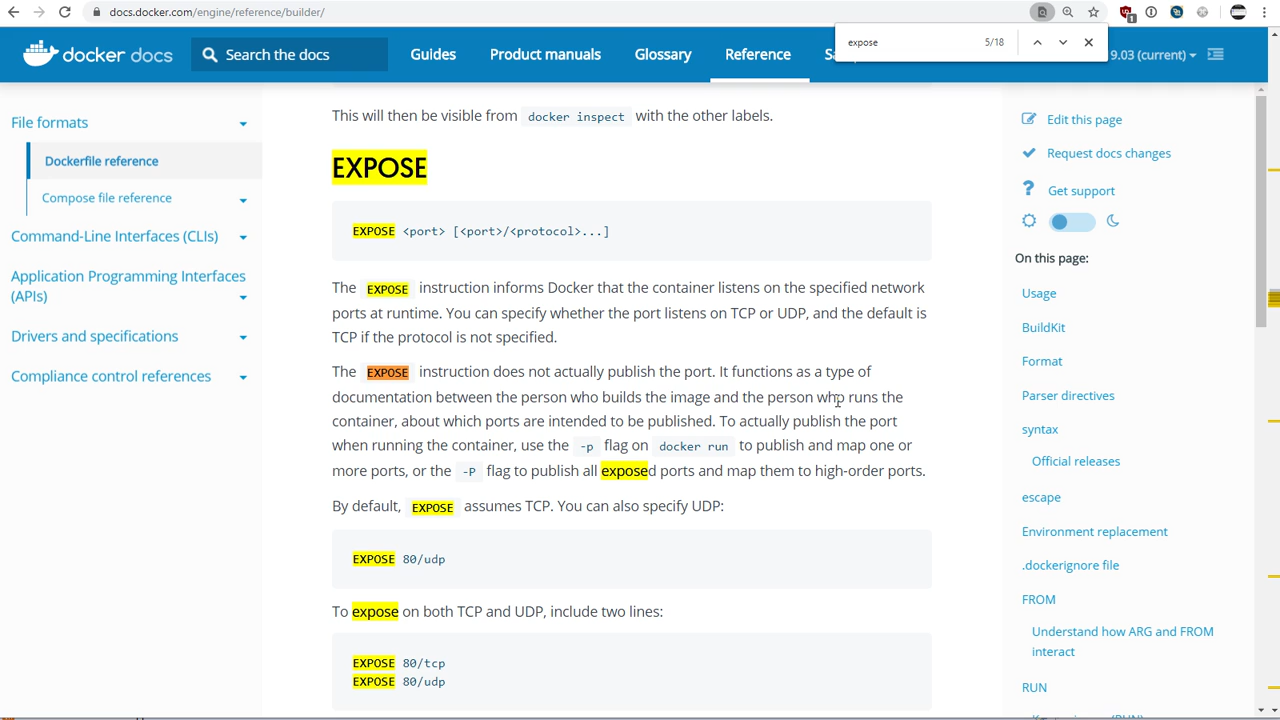 docs.docker.com/engine/reference/builder/
expose 5/18
docker docs
Search the docs
Guides
Product manuals
Glossary
Reference
9.03 (current)
File formats
Dockerfile reference
Compose file reference
Command-Line Interfaces (CLIs)
Application Programming Interfaces
(APIs)
Drivers and specifications
Compliance control references
This will then be visible from docker inspect with the other labels.
EXPOSE
EXPOSE <port> [<port>/<protocol>...]
The EXPOSE instruction informs Docker that the container listens on the specified network
ports at runtime. You can specify whether the port listens on TCP or UDP, and the default is
TCP if the protocol is not specified.
The EXPOSE instruction does not actually publish the port. It functions as a type of
documentation between the person who builds the image and the person who runs the
container, about which ports are intended to be published. To actually publish the port
when running the container, use the -p flag on docker run to publish and map one or
more ports, or the -P flag to publish all exposed ports and map them to high-order ports.
By default, EXPOSE assumes TCP. You can also specify UDP:
EXPOSE 80/udp
To expose on both TCP and UDP, include two lines:
EXPOSE 80/tcp
EXPOSE 80/udp
Edit this page
Request docs changes
Get support
On this page:
Usage
BuildKit
Format
Parser directives
syntax
Official releases
escape
Environment replacement
.dockerignore file
FROM
Understand how ARG and FROM
interact
RUN